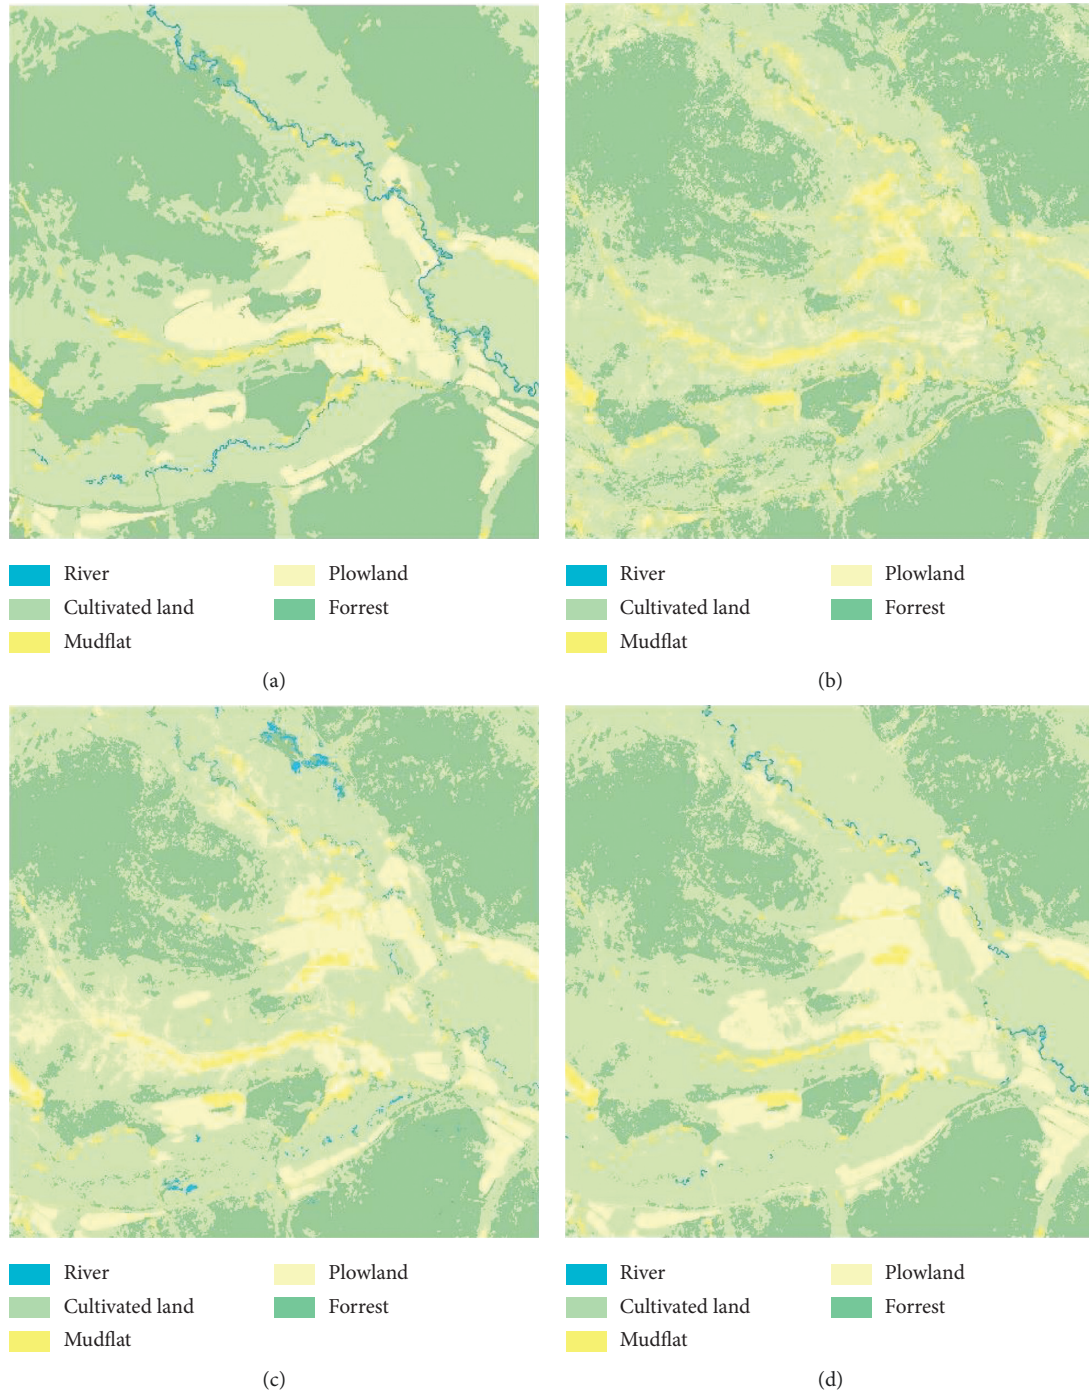 River
Plowland
Cultivated land
Forrest
Mudflat
(a)
River
Plowland
Cultivated land
Forrest
Mudflat
(b)
River
Plowland
Cultivated land
Forrest
Mudflat
(c)
River
Plowland
Cultivated land
Forrest
Mudflat
(d)